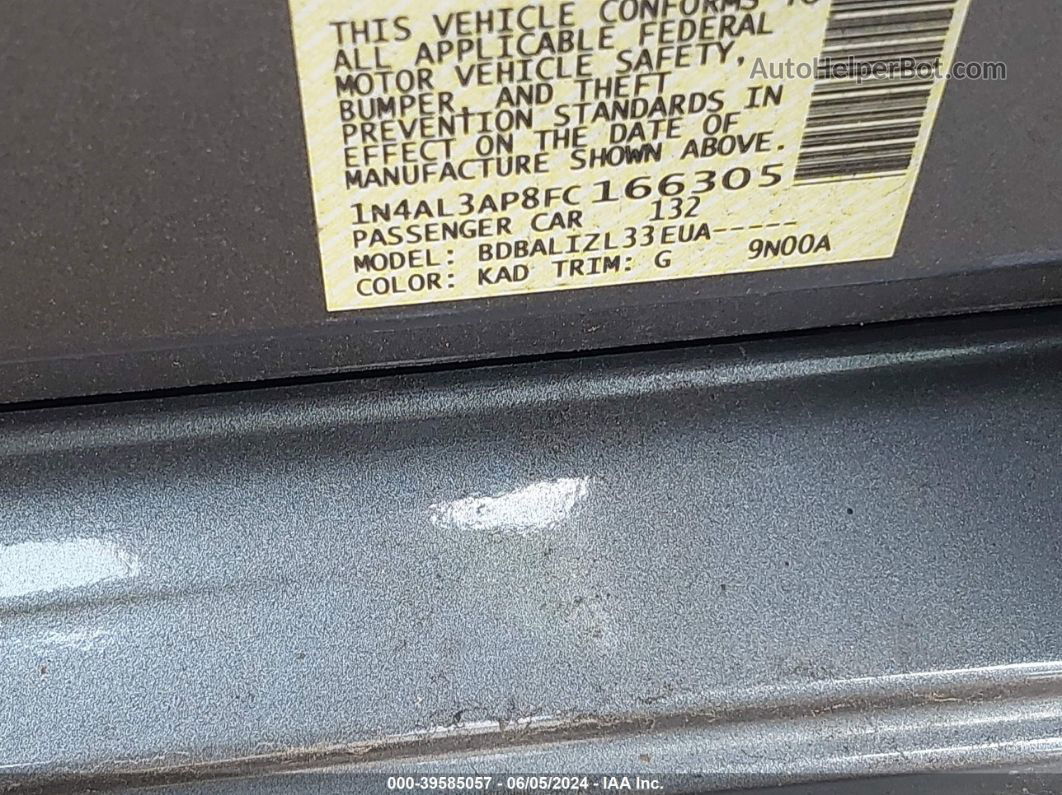 THIS VEHICLE CONFORMS TO
ALL APPLICABLE FEDERAL
MOTOR VEHICLE SAFETY,
BUMPER, AND THEFT
PREVENTION STANDARDS IN
EFFECT ON THE DATE OF
MANUFACTURE SHOWN ABOVE.
1N4AL3AP8FC166305
PASSENGER CAR 132
MODEL: BDBALIZL33EUA-----
COLOR: KAD TRIM: G 9N00A
AutoHelperBot.com
000-39585057 - 06/05/2024 - IAA Inc.